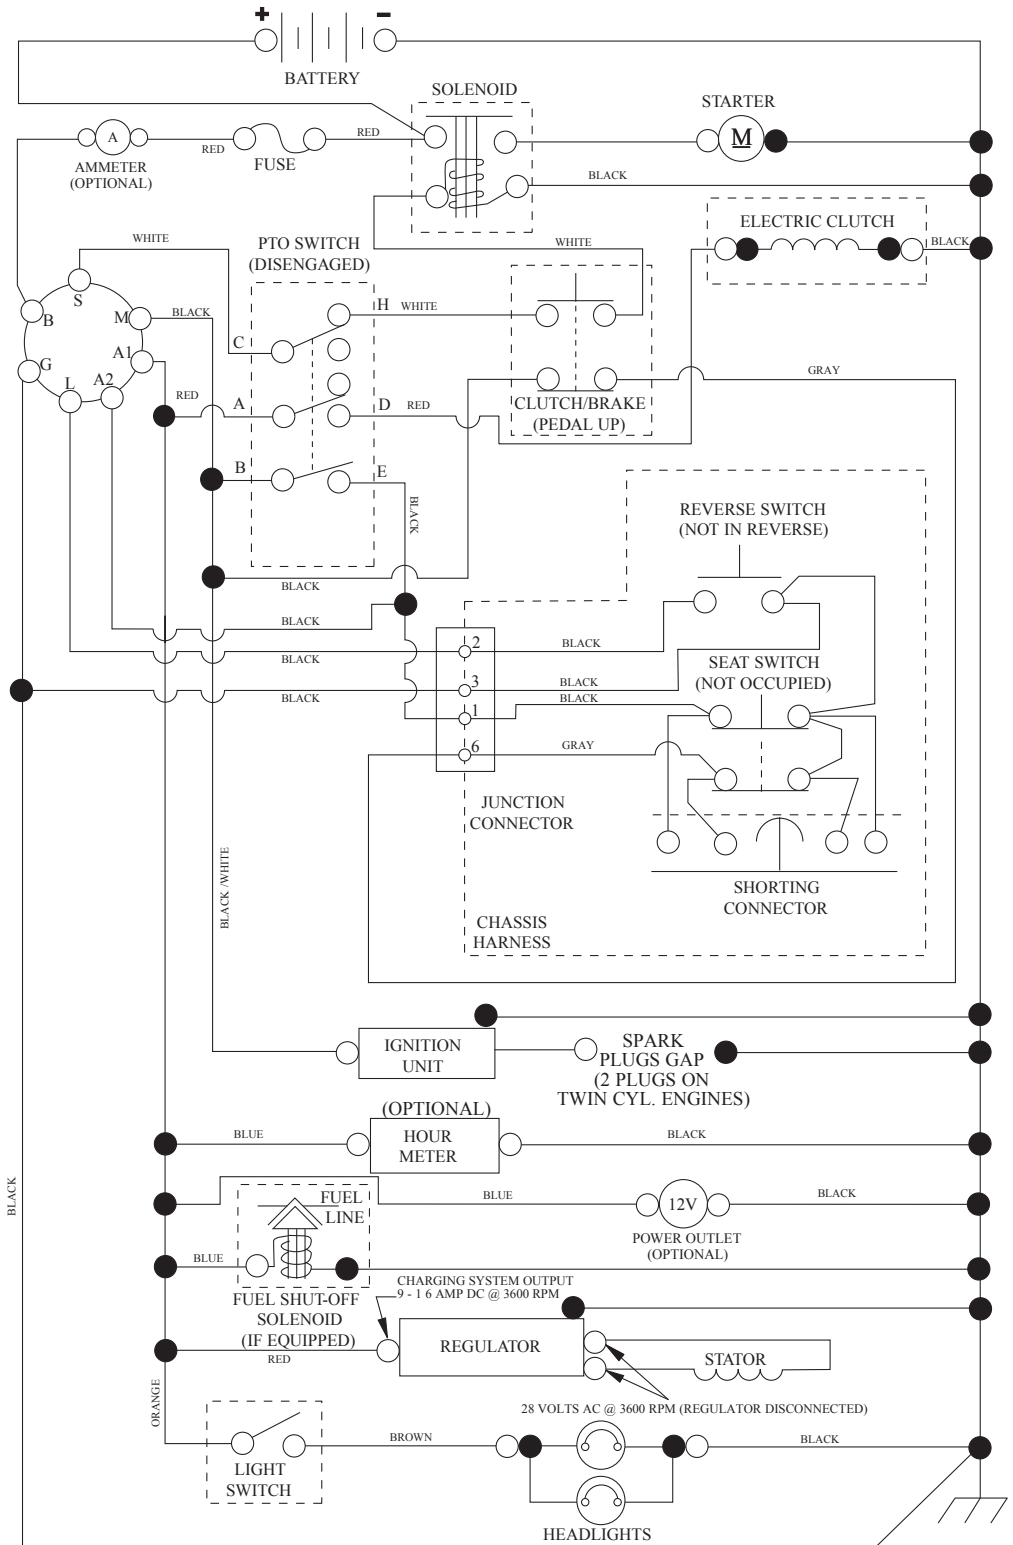 + −
BATTERY
SOLENOID
STARTER
A
RED
FUSE
RED
M
AMMETER
(OPTIONAL)
BLACK
ELECTRIC CLUTCH
BLACK
WHITE
PTO SWITCH
(DISENGAGED)
WHITE
S
B
M
BLACK
H
WHITE
C
A1
G
L
A2
RED
A
D
RED
CLUTCH/BRAKE
(PEDAL UP)
GRAY
B
E
BLACK
REVERSE SWITCH
(NOT IN REVERSE)
BLACK
BLACK
BLACK
2
BLACK
SEAT SWITCH
(NOT OCCUPIED)
3
BLACK
BLACK
BLACK
1
6
GRAY
JUNCTION
CONNECTOR
BLACK /WHITE
SHORTING
CONNECTOR
CHASSIS
HARNESS
IGNITION
UNIT
SPARK
PLUGS GAP
(2 PLUGS ON
TWIN CYL. ENGINES)
(OPTIONAL)
HOUR
METER
BLUE
BLACK
BLACK
FUEL
LINE
BLUE
12V
BLACK
POWER OUTLET
(OPTIONAL)
BLUE
FUEL SHUT-OFF
SOLENOID
(IF EQUIPPED)
CHARGING SYSTEM OUTPUT
9 - 1 6 AMP DC @ 3600 RPM
REGULATOR
STATOR
RED
28 VOLTS AC @ 3600 RPM (REGULATOR DISCONNECTED)
ORANGE
BROWN
BLACK
LIGHT
SWITCH
HEADLIGHTS